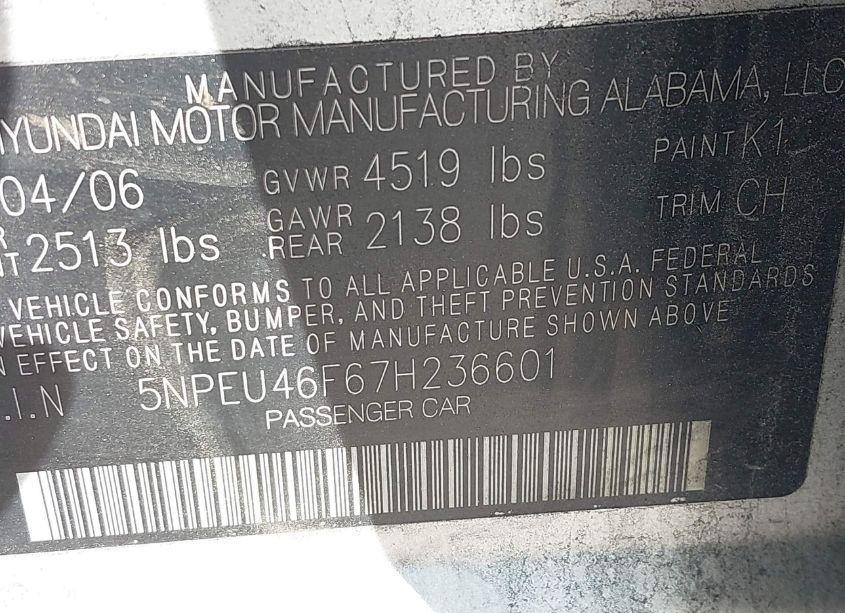 MANUFACTURED BY
HYUNDAI MOTOR MANUFACTURING ALABAMA, LLC
04/06 GVWR 4519 lbs PAINT K1
GAWR REAR 2138 lbs TRIM CH
2513 lbs
VEHICLE CONFORMS TO ALL APPLICABLE U.S.A. FEDERAL
VEHICLE SAFETY, BUMPER, AND THEFT PREVENTION STANDARDS
IN EFFECT ON THE DATE OF MANUFACTURE SHOWN ABOVE
.I.N 5NPEU46F67H236601
PASSENGER CAR